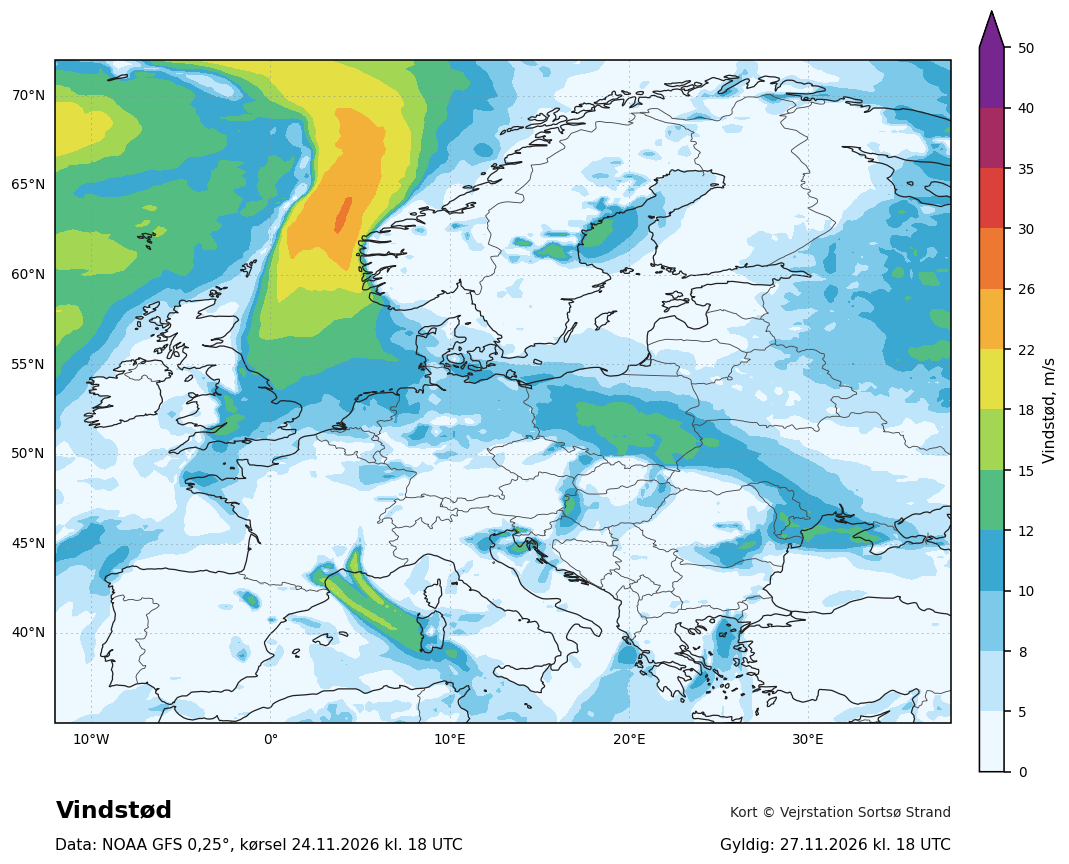 50
40
35
30
26
22
18
15
12
10
8
5
0
Vindstød, m/s
70°N
65°N
60°N
55°N
50°N
45°N
40°N
10°W
0°
10°E
20°E
30°E
Vindstød
Kort © Vejrstation Sortsø Strand
Data: NOAA GFS 0,25°, kørsel 24.11.2026 kl. 18 UTC
Gyldig: 27.11.2026 kl. 18 UTC